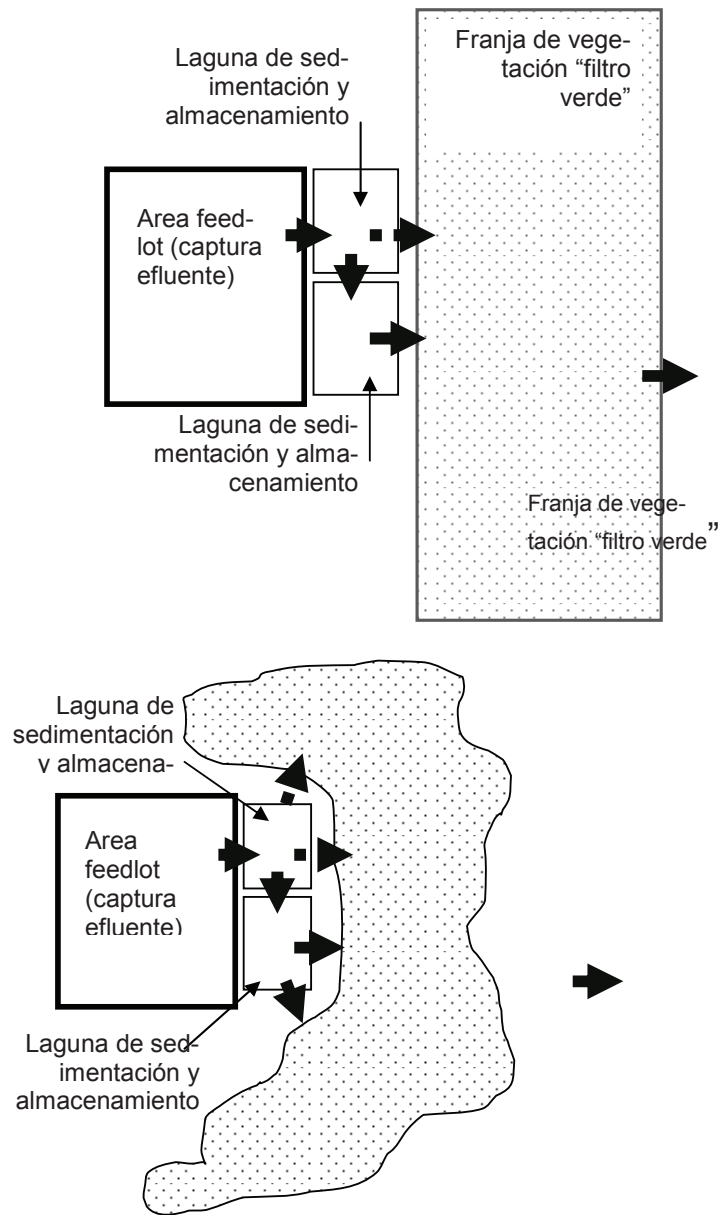 Laguna de sed-
imentación y
almacenamiento
Franja de vege-
tación “filtro
verde”
Area feed-
lot (captura
efluente)
Laguna de sedi-
mentación y alma-
cenamiento
Franja de vege-
tación “filtro verde”
Laguna de
sedimentación
y almacena-
Area
feedlot
(captura
efluente)
Laguna de sed-
imentación y
almacenamiento